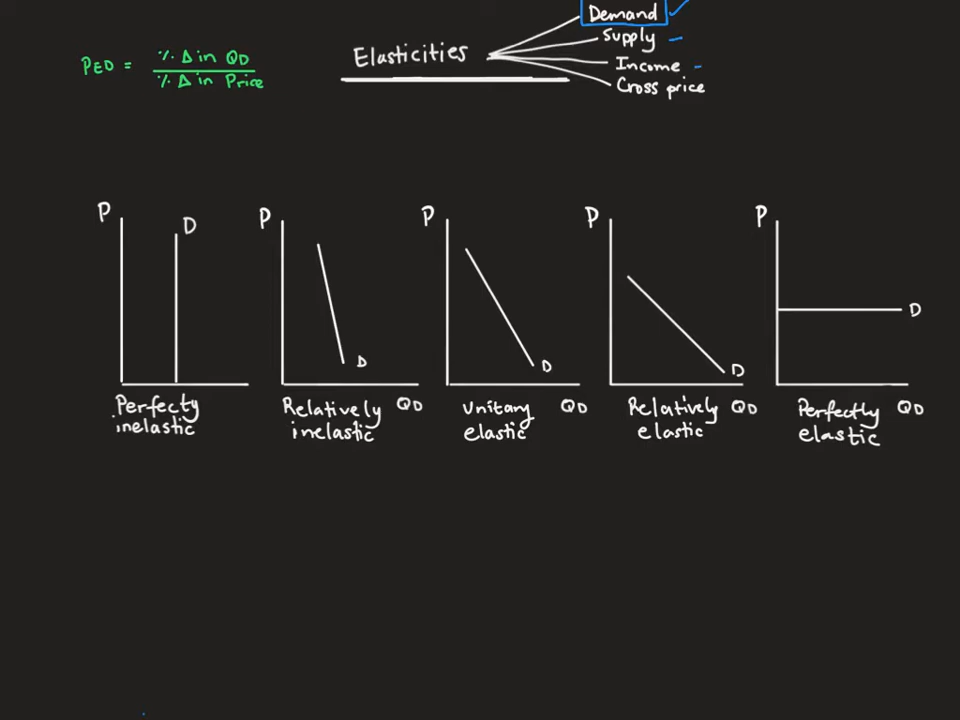 Demand
Supply
Income
Cross price
Elasticities
PED = % Δ in QD
% Δ in Price
P
D
P
D
P
D
P
D
P
D
Perfecty
inelastic
Relatively QD
inelastic
Unitary QD
elastic
Relatively QD
elastic
Perfectly QD
elastic